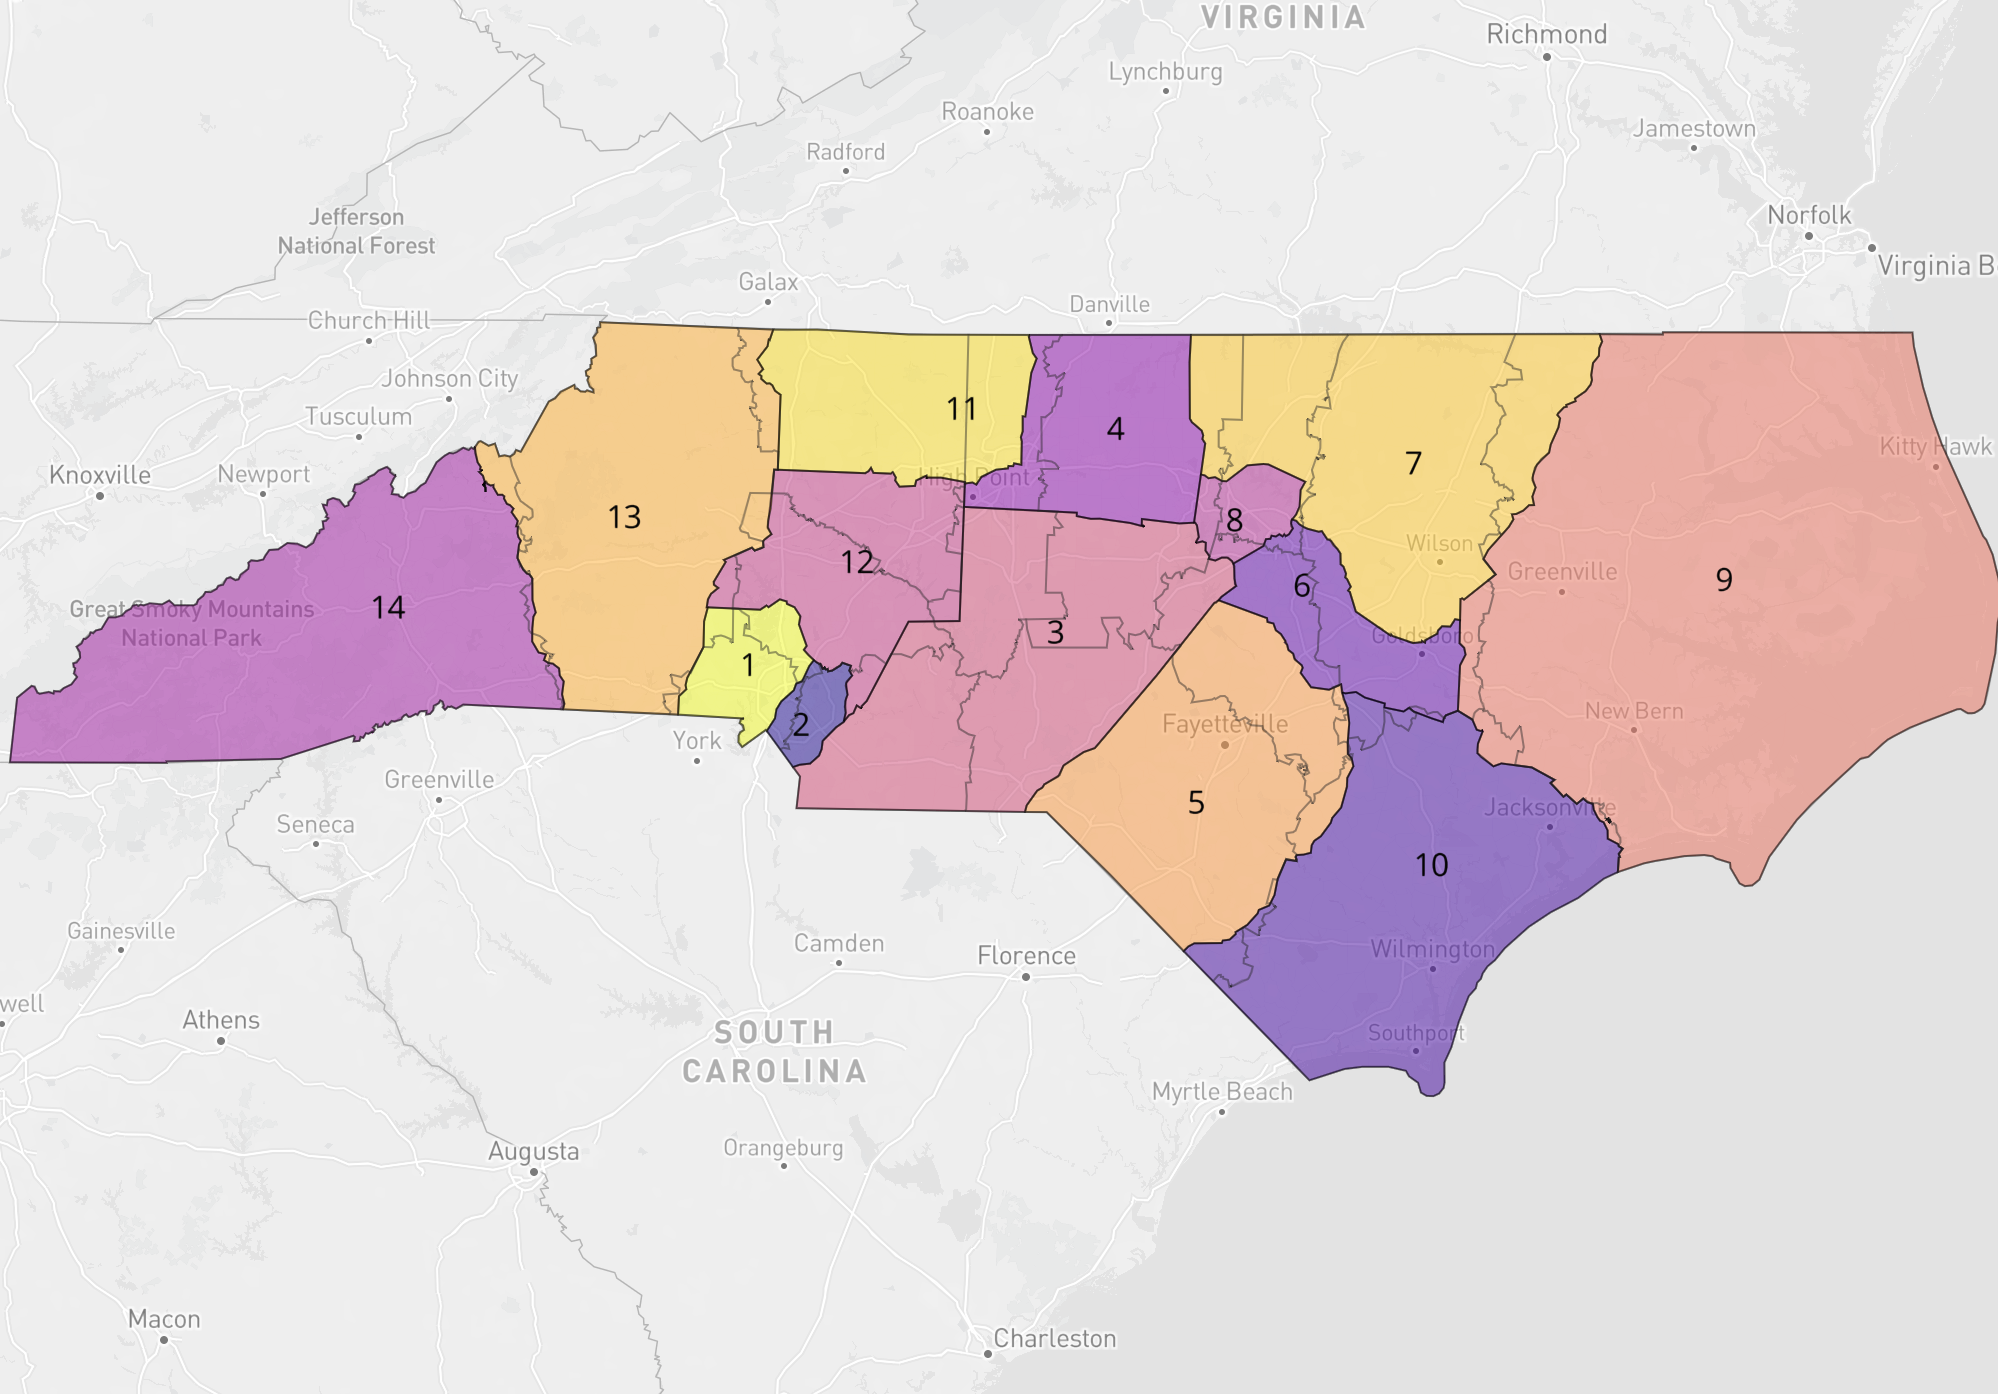 VIRGINIA
Richmond
Lynchburg
Roanoke
Jamestown
Radford
Jefferson
National Forest
Norfolk
Virginia B
Galax
Danville
Church Hill
Johnson City
Tusculum
11
4
7
Kitty Hawk
Knoxville
Newport
High Point
13
8
Wilson
12
Greenville
9
6
14
Great Smoky Mountains
National Park
3
Goldsboro
1
2
Fayetteville
New Bern
York
Greenville
5
Jacksonville
Seneca
10
Gainesville
Camden
Florence
Wilmington
well
Athens
SOUTH
CAROLINA
Southport
Myrtle Beach
Augusta
Orangeburg
Macon
Charleston